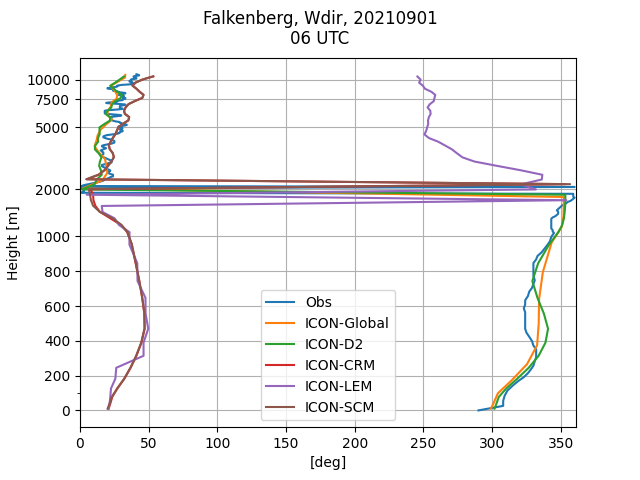 Falkenberg, Wdir, 20210901
06 UTC
10000
7500
5000
2000
1000
800
600
400
200
0
Height [m]
Obs
ICON-Global
ICON-D2
ICON-CRM
ICON-LEM
ICON-SCM
0 50 100 150 200 250 300 350
[deg]